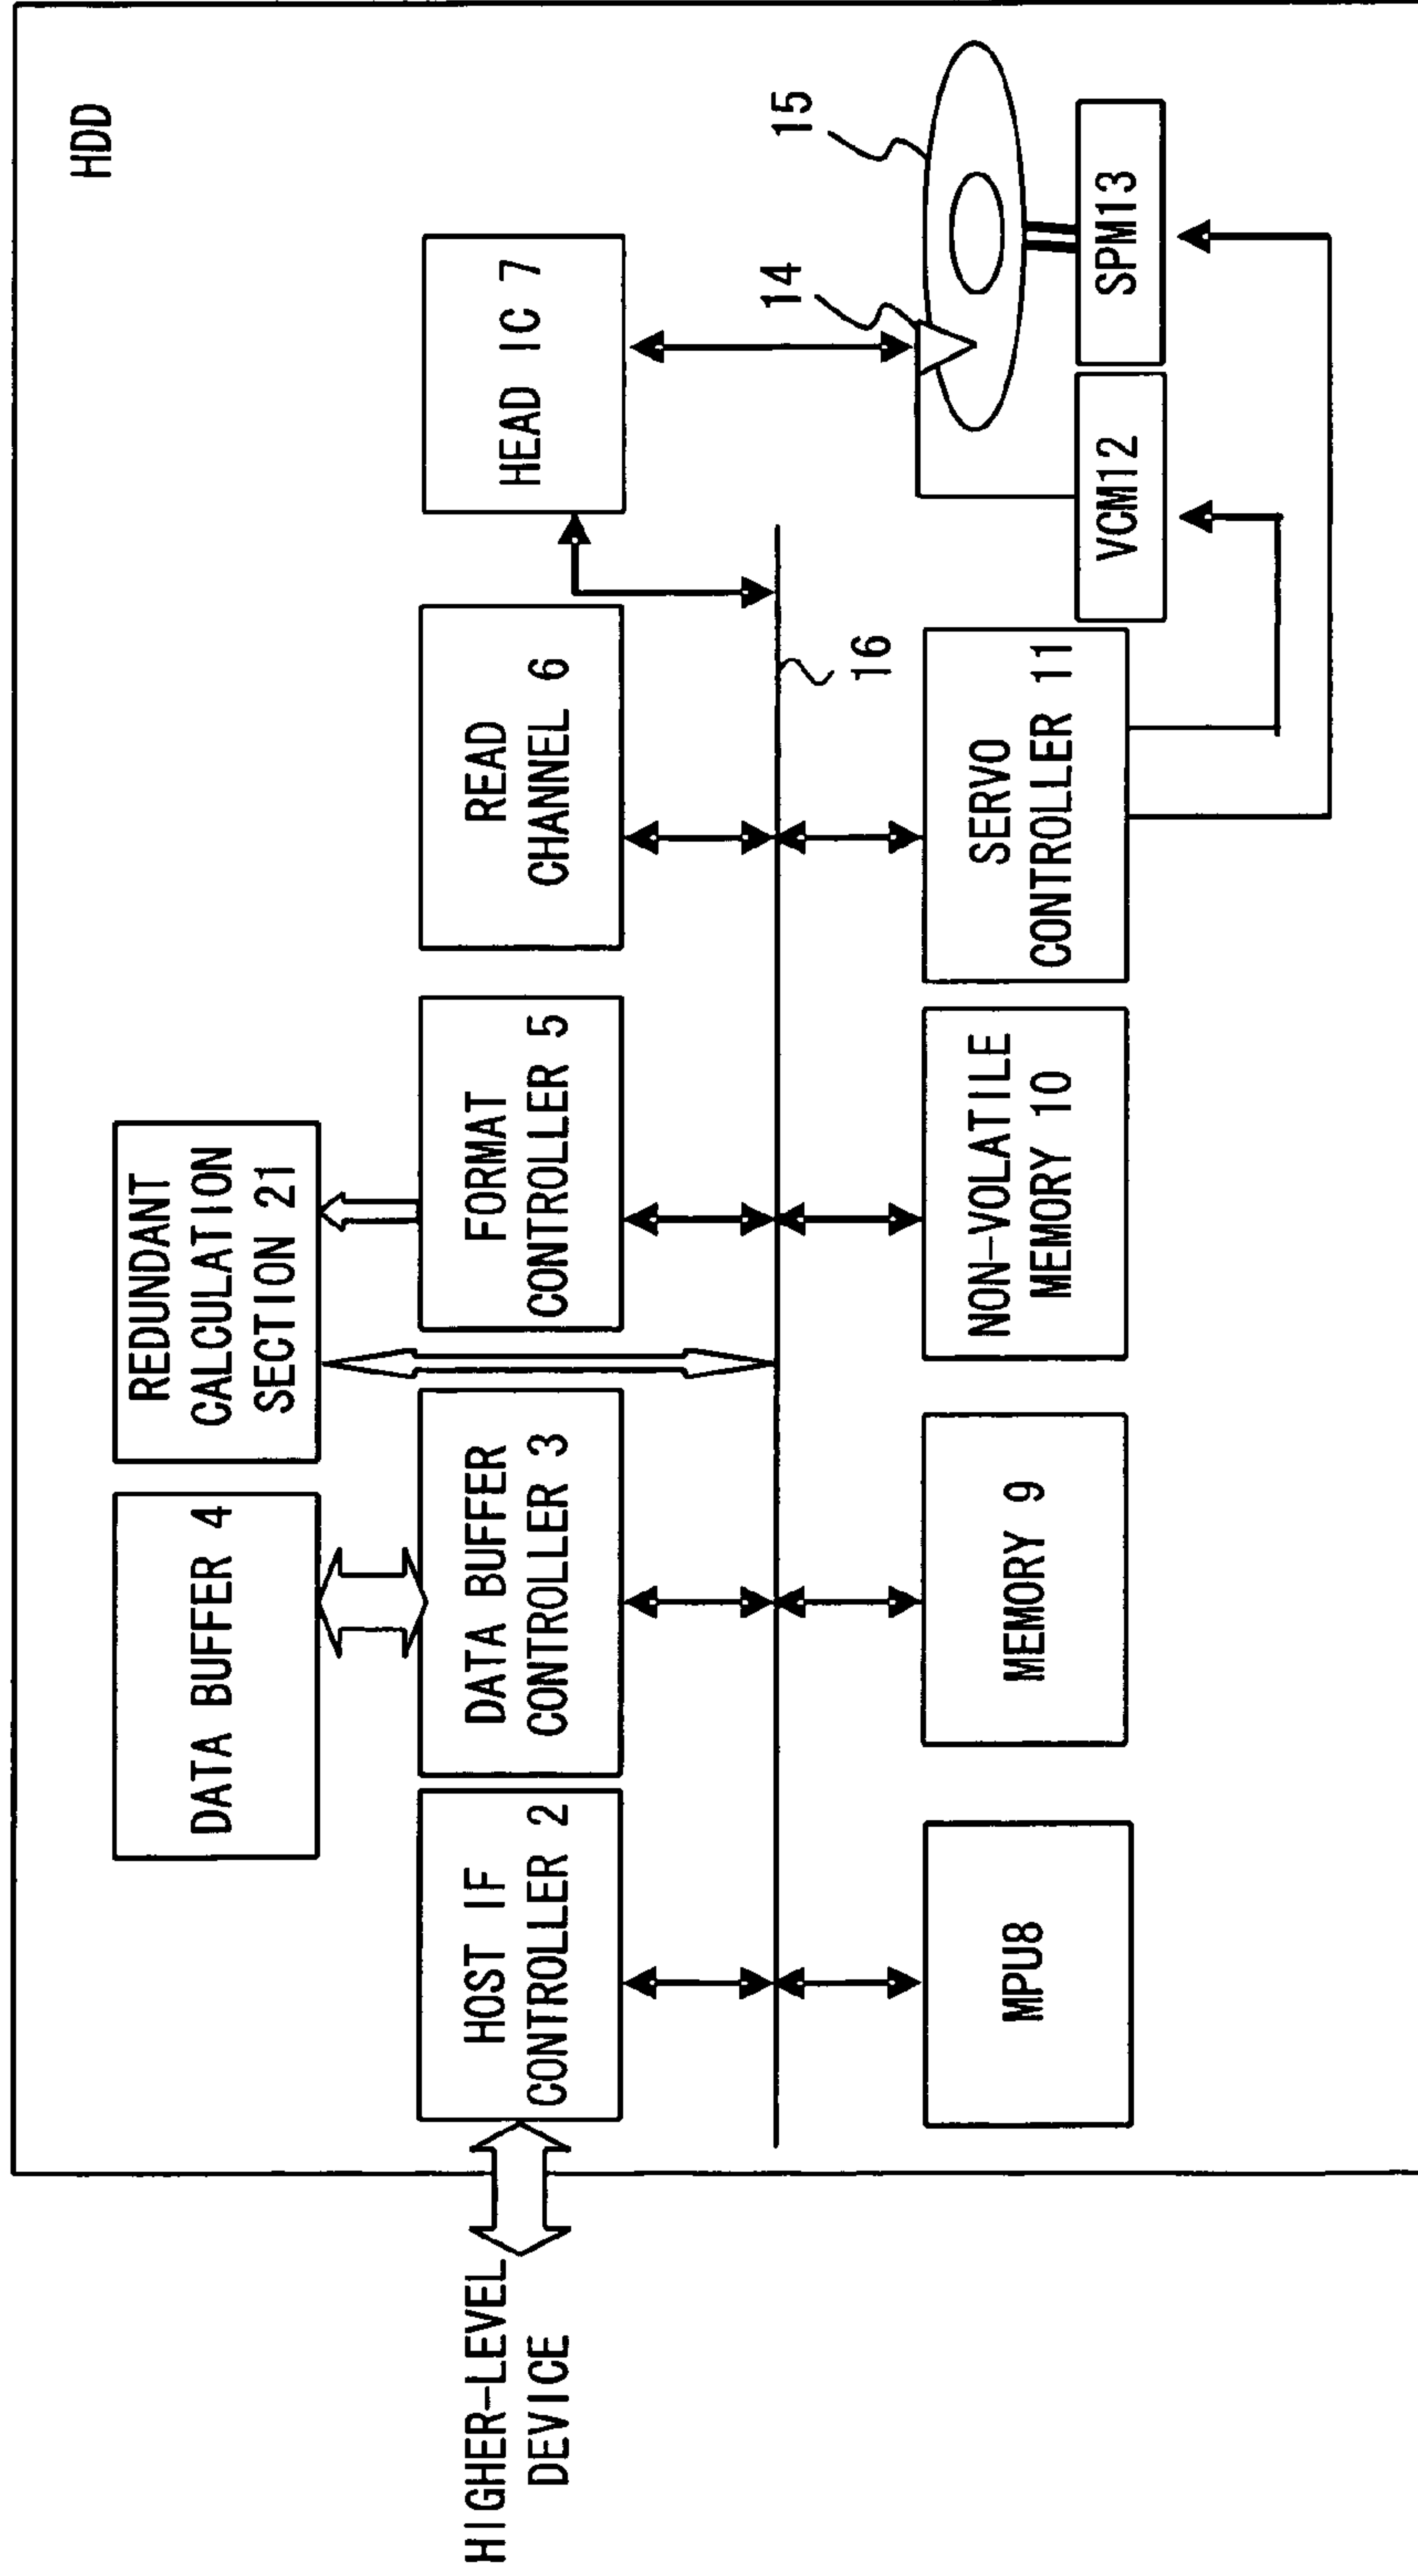 HDD
DATA BUFFER 4
REDUNDANT
CALCULATION
SECTION 21
HIGHER-LEVEL
DEVICE
HOST IF
CONTROLLER 2
DATA BUFFER
CONTROLLER 3
FORMAT
CONTROLLER 5
READ
CHANNEL 6
HEAD IC 7
14
15
16
MPU8
MEMORY 9
NON-VOLATILE
MEMORY 10
SERVO
CONTROLLER 11
VCM12
SPM13